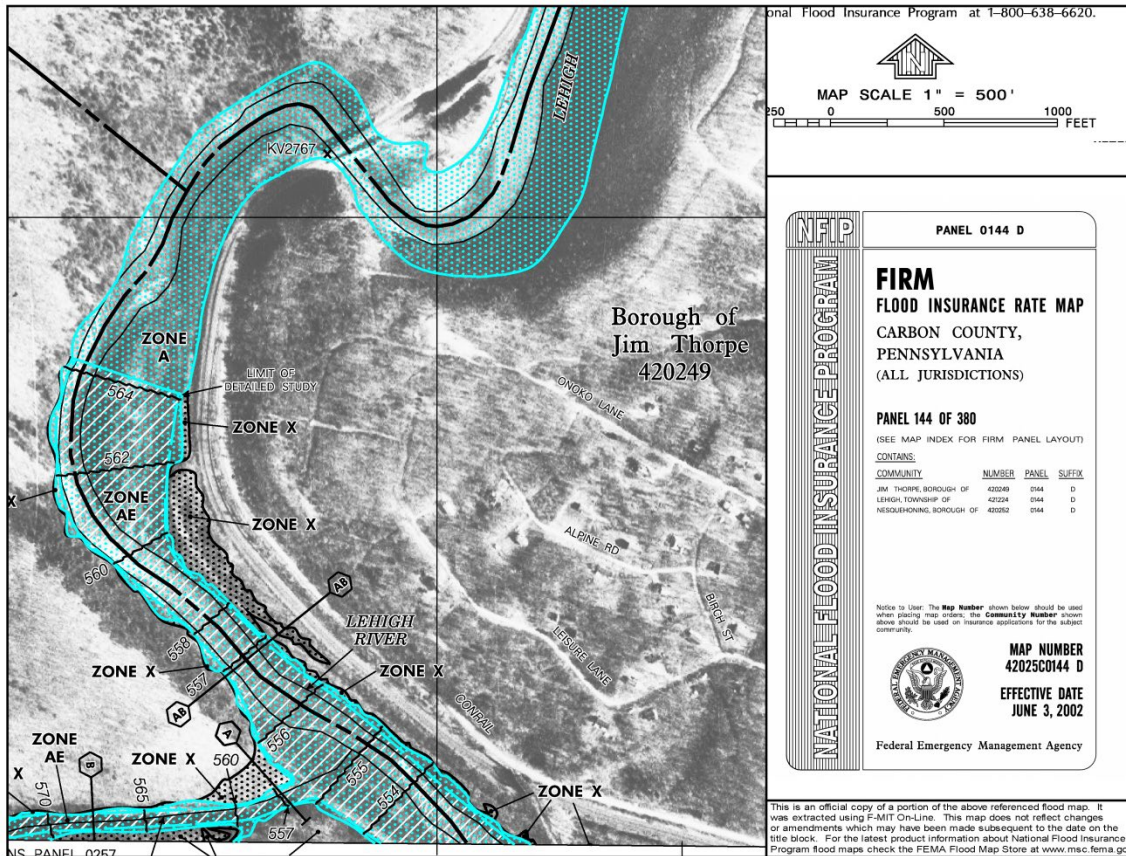 onal Flood Insurance Program at 1-800-638-6620.
N
MAP SCALE 1" = 500'
250 0 500 1000
FEET
NFIP
PANEL 0144 D
NATIONAL FLOOD INSURANCE PROGRAM
FIRM
FLOOD INSURANCE RATE MAP
CARBON COUNTY,
PENNSYLVANIA
(ALL JURISDICTIONS)
PANEL 144 OF 380
(SEE MAP INDEX FOR FIRM PANEL LAYOUT)
CONTAINS:
COMMUNITY NUMBER PANEL SUFFIX
JIM THORPE, BOROUGH OF 420249 0144 D
LEHIGH, TOWNSHIP OF 421224 0144 D
NESQUEHONING, BOROUGH OF 420252 0144 D
Notice to User: The Map Number shown below should be used
when placing map orders; the Community Number shown
above should be used on insurance applications for the subject
community.
FEDERAL EMERGENCY MANAGEMENT AGENCY
MAP NUMBER
42025C0144 D
EFFECTIVE DATE
JUNE 3, 2002
Federal Emergency Management Agency
This is an official copy of a portion of the above referenced flood map. It
was extracted using F-MIT On-Line. This map does not reflect changes
or amendments which may have been made subsequent to the date on the
title block. For the latest product information about National Flood Insurance
Program flood maps check the FEMA Flood Map Store at www.msc.fema.go
LEHIGH
KV2767
Borough of
Jim Thorpe
420249
ZONE
A
LIMIT OF
DETAILED STUDY
564
ONOKO LANE
ZONE X
562
X
ZONE
AE
ZONE X
ALPINE RD
560
AB
BIRCH ST
LEHIGH
RIVER
558
LEISURE LANE
ZONE X
557
ZONE X
AB
CONRAIL
A
556
ZONE
AE
ZONE X
560
555
X
B
570
565
554
ZONE X
557
NS PANEL 0257